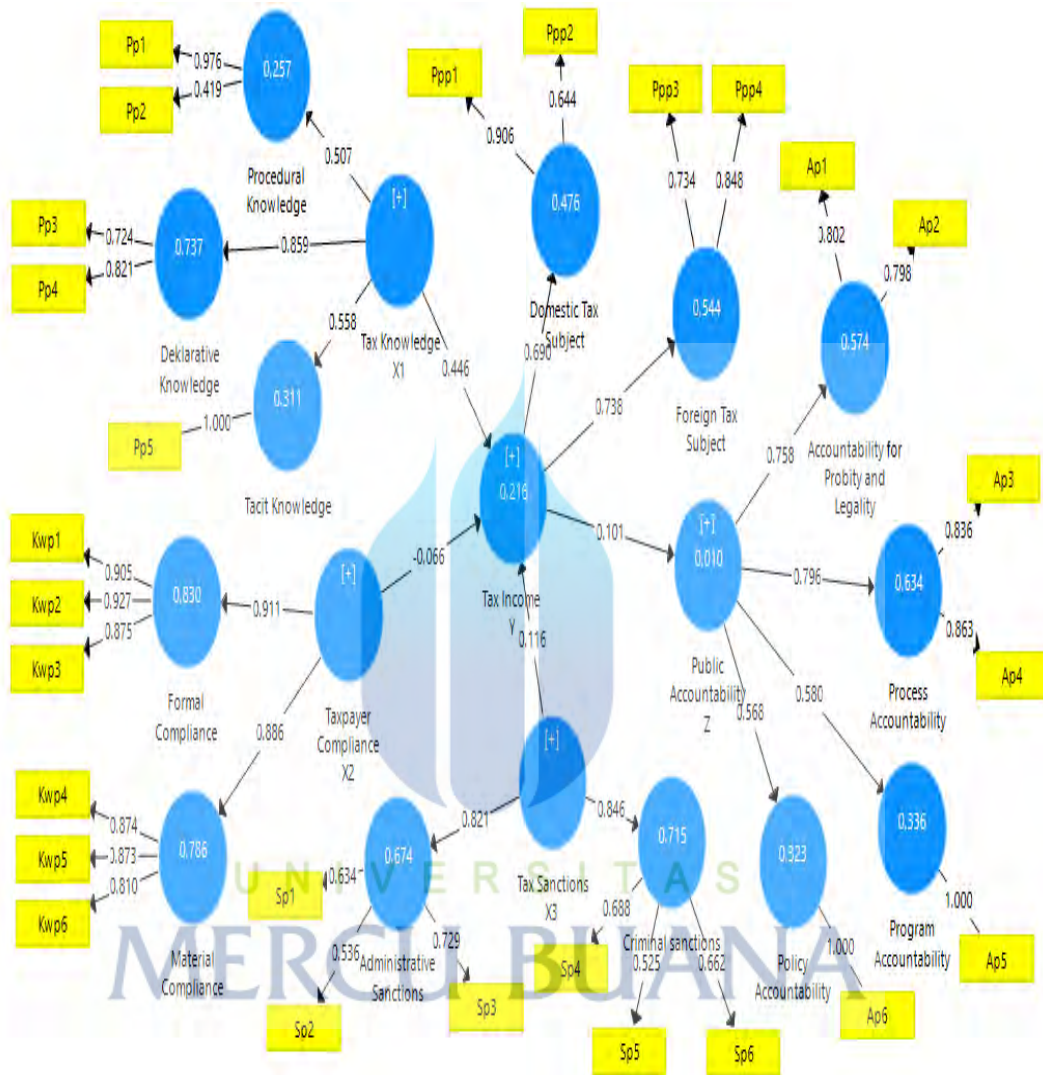 Pp1
0.976
Pp2
0.419
0.257
Procedural
Knowledge
0.507
Ppp1
0.906
Ppp2
0.644
0.476
Domestic Tax
Subject
0.690
Ppp3
0.734
Ppp4
0.848
0.544
Foreign Tax
Subject
0.738
Ap1
0.802
Ap2
0.798
0.574
Accountability for
Probity and
Legality
0.758
Pp3
0.724
Pp4
0.821
0.737
Deklarative
Knowledge
0.859
[+]
Tax Knowledge
X1
0.446
0.558
0.311
Tacit Knowledge
1.000
Pp5
[+]
0.216
Tax Income
Y
0.101
[+]
0.010
Public
Accountability
Z
0.796
Ap3
0.836
0.634
0.863
Ap4
Process
Accountability
Kwp1
0.905
Kwp2
0.927
Kwp3
0.875
0.830
Formal
Compliance
0.911
[+]
Taxpayer
Compliance
X2
-0.066
0.116
0.886
Kwp4
0.874
Kwp5
0.873
Kwp6
0.810
0.786
Material
Compliance
[+]
Tax Sanctions
X3
0.821
0.674
Administrative
Sanctions
0.634
Sp1
0.536
Sp2
0.729
Sp3
0.846
0.715
Criminal sanctions
0.688
Sp4
0.525
Sp5
0.662
Sp6
0.568
0.323
Policy
Accountability
1.000
Ap6
0.580
0.336
Program
Accountability
1.000
Ap5
UNIVERSITAS
MERCU BUANA